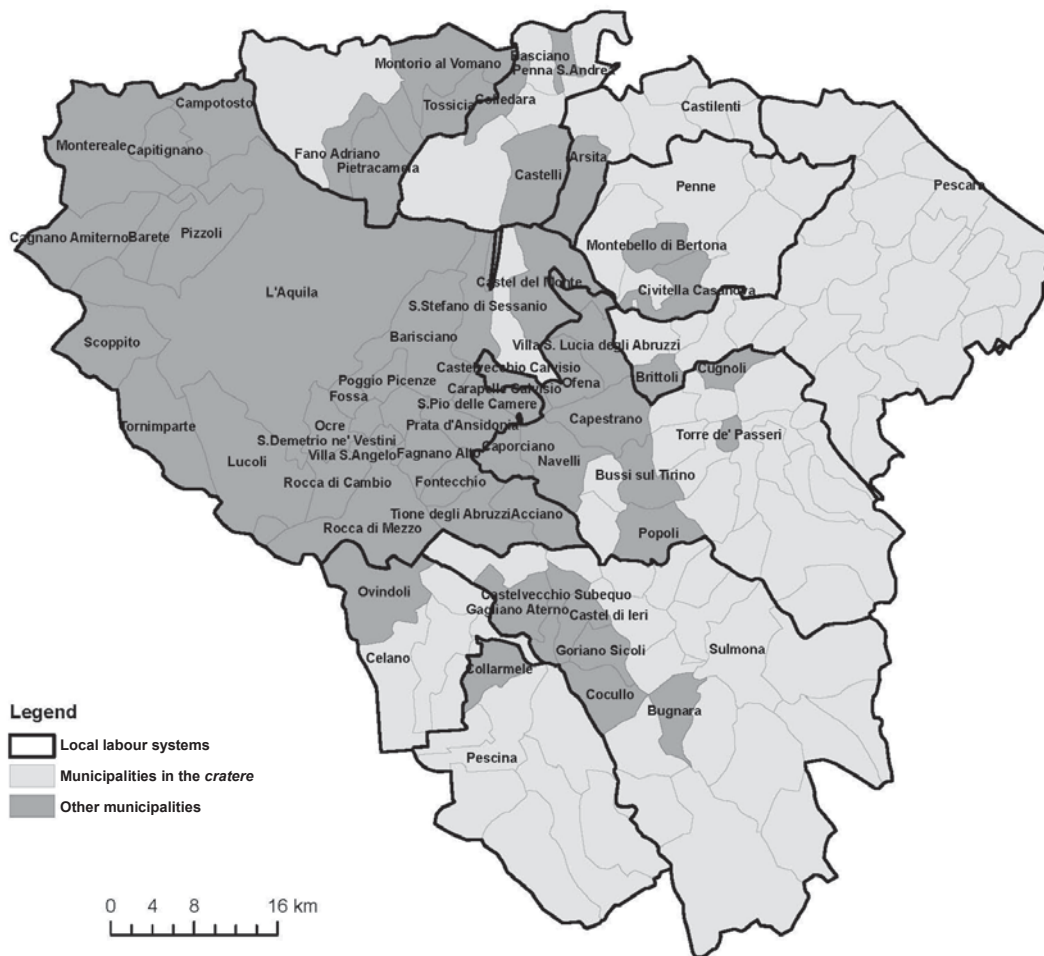 Basciano
Montorio al Vomano
Penna S.Andrea
Campotosto
Tossicia
Colledara
Castilenti
Montereale
Capitignano
Fano Adriano
Pietracamela
Castelli
Arsita
Penne
Pescara
Cagnano Amiterno
Barete
Pizzoli
Montebello di Bertona
L'Aquila
Castel del Monte
Civitella Casanova
S.Stefano di Sessanio
Scoppito
Barisciano
Villa S. Lucia degli Abruzzi
Castelvecchio Calvisio
Cugnoli
Poggio Picenze
Ofena
Brittoli
Carapelle Calvisio
Fossa
S.Pio delle Camere
Capestrano
Tornimparte
Ocre
Prata d'Ansidonia
Torre de' Passeri
S.Demetrio ne' Vestini
Caporciano
Villa S.Angelo
Fagnano Alto
Lucoli
Navelli
Bussi sul Tirino
Rocca di Cambio
Fontecchio
Tione degli Abruzzi
Acciano
Rocca di Mezzo
Popoli
Ovindoli
Castelvecchio Subequo
Gagliano Aterno
Castel di Ieri
Goriano Sicoli
Sulmona
Celano
Collarmele
Cocullo
Bugnara
Pescina
Legend
Local labour systems
Municipalities in the cratere
Other municipalities
0 4 8 16 km